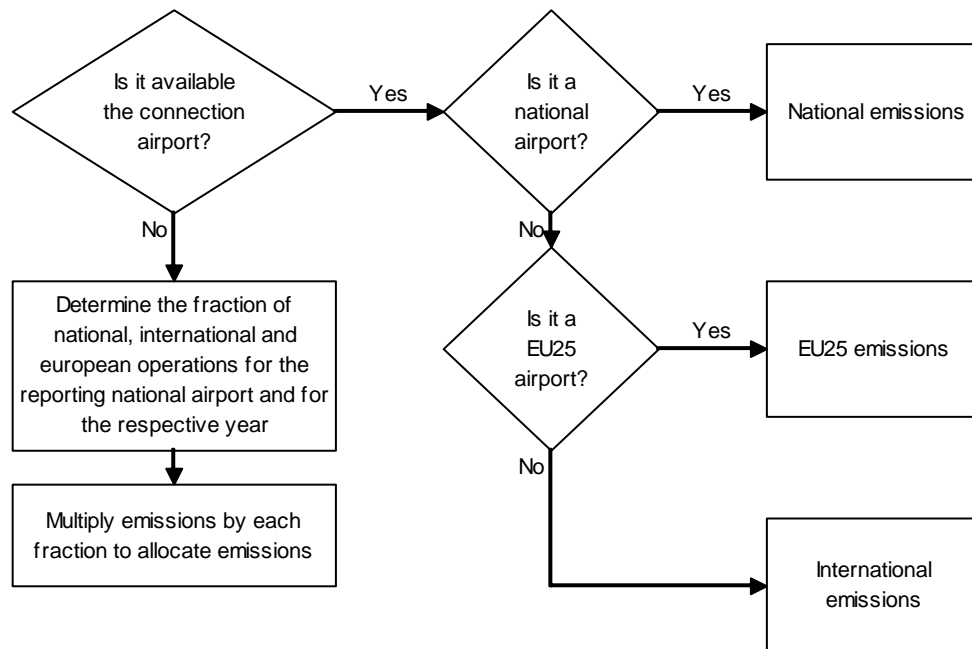 Is it available
the connection
airport?
Yes
Is it a
national
airport?
Yes
National emissions
No
No
Determine the fraction of
national, international and
european operations for the
reporting national airport and for
the respective year
Is it a
EU25
airport?
Yes
EU25 emissions
No
Multiply emissions by each
fraction to allocate emissions
International
emissions